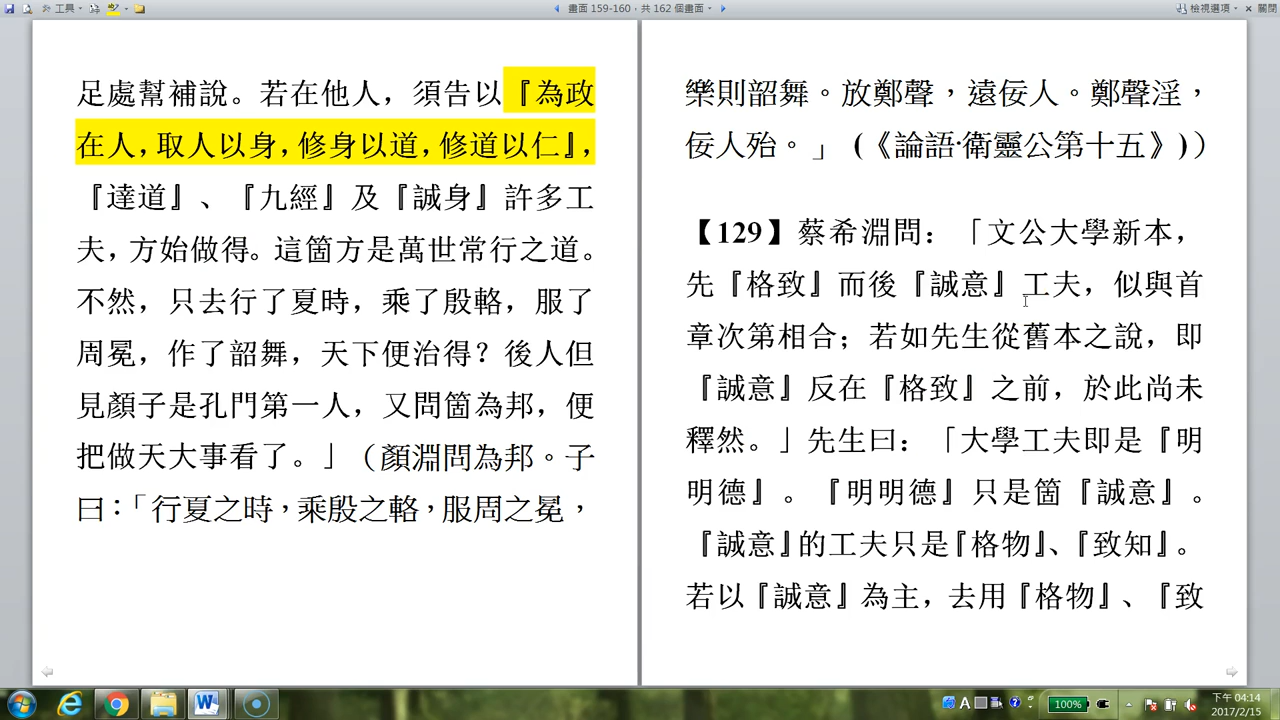 工具
畫面 159-160，共 162 個畫面
檢視選項
關閉
足處幫補說。若在他人，須告以『為政
在人，取人以身，修身以道，修道以仁』，
『達道』、『九經』及『誠身』許多工
夫，方始做得。這箇方是萬世常行之道。
不然，只去行了夏時，乘了殷輅，服了
周冕，作了韶舞，天下便治得？後人但
見顏子是孔門第一人，又問箇為邦，便
把做天大事看了。」（顏淵問為邦。子
曰：「行夏之時，乘殷之輅，服周之冕，
樂則韶舞。放鄭聲，遠佞人。鄭聲淫，
佞人殆。」(《論語·衛靈公第十五》)）
【129】蔡希淵問：「文公大學新本，
先『格致』而後『誠意』工夫，似與首
章次第相合；若如先生從舊本之說，即
『誠意』反在『格致』之前，於此尚未
釋然。」先生曰：「大學工夫即是『明
明德』。『明明德』只是箇『誠意』。
『誠意』的工夫只是『格物』、『致知』。
若以『誠意』為主，去用『格物』、『致
A
100%
下午 04:14
2017/2/15